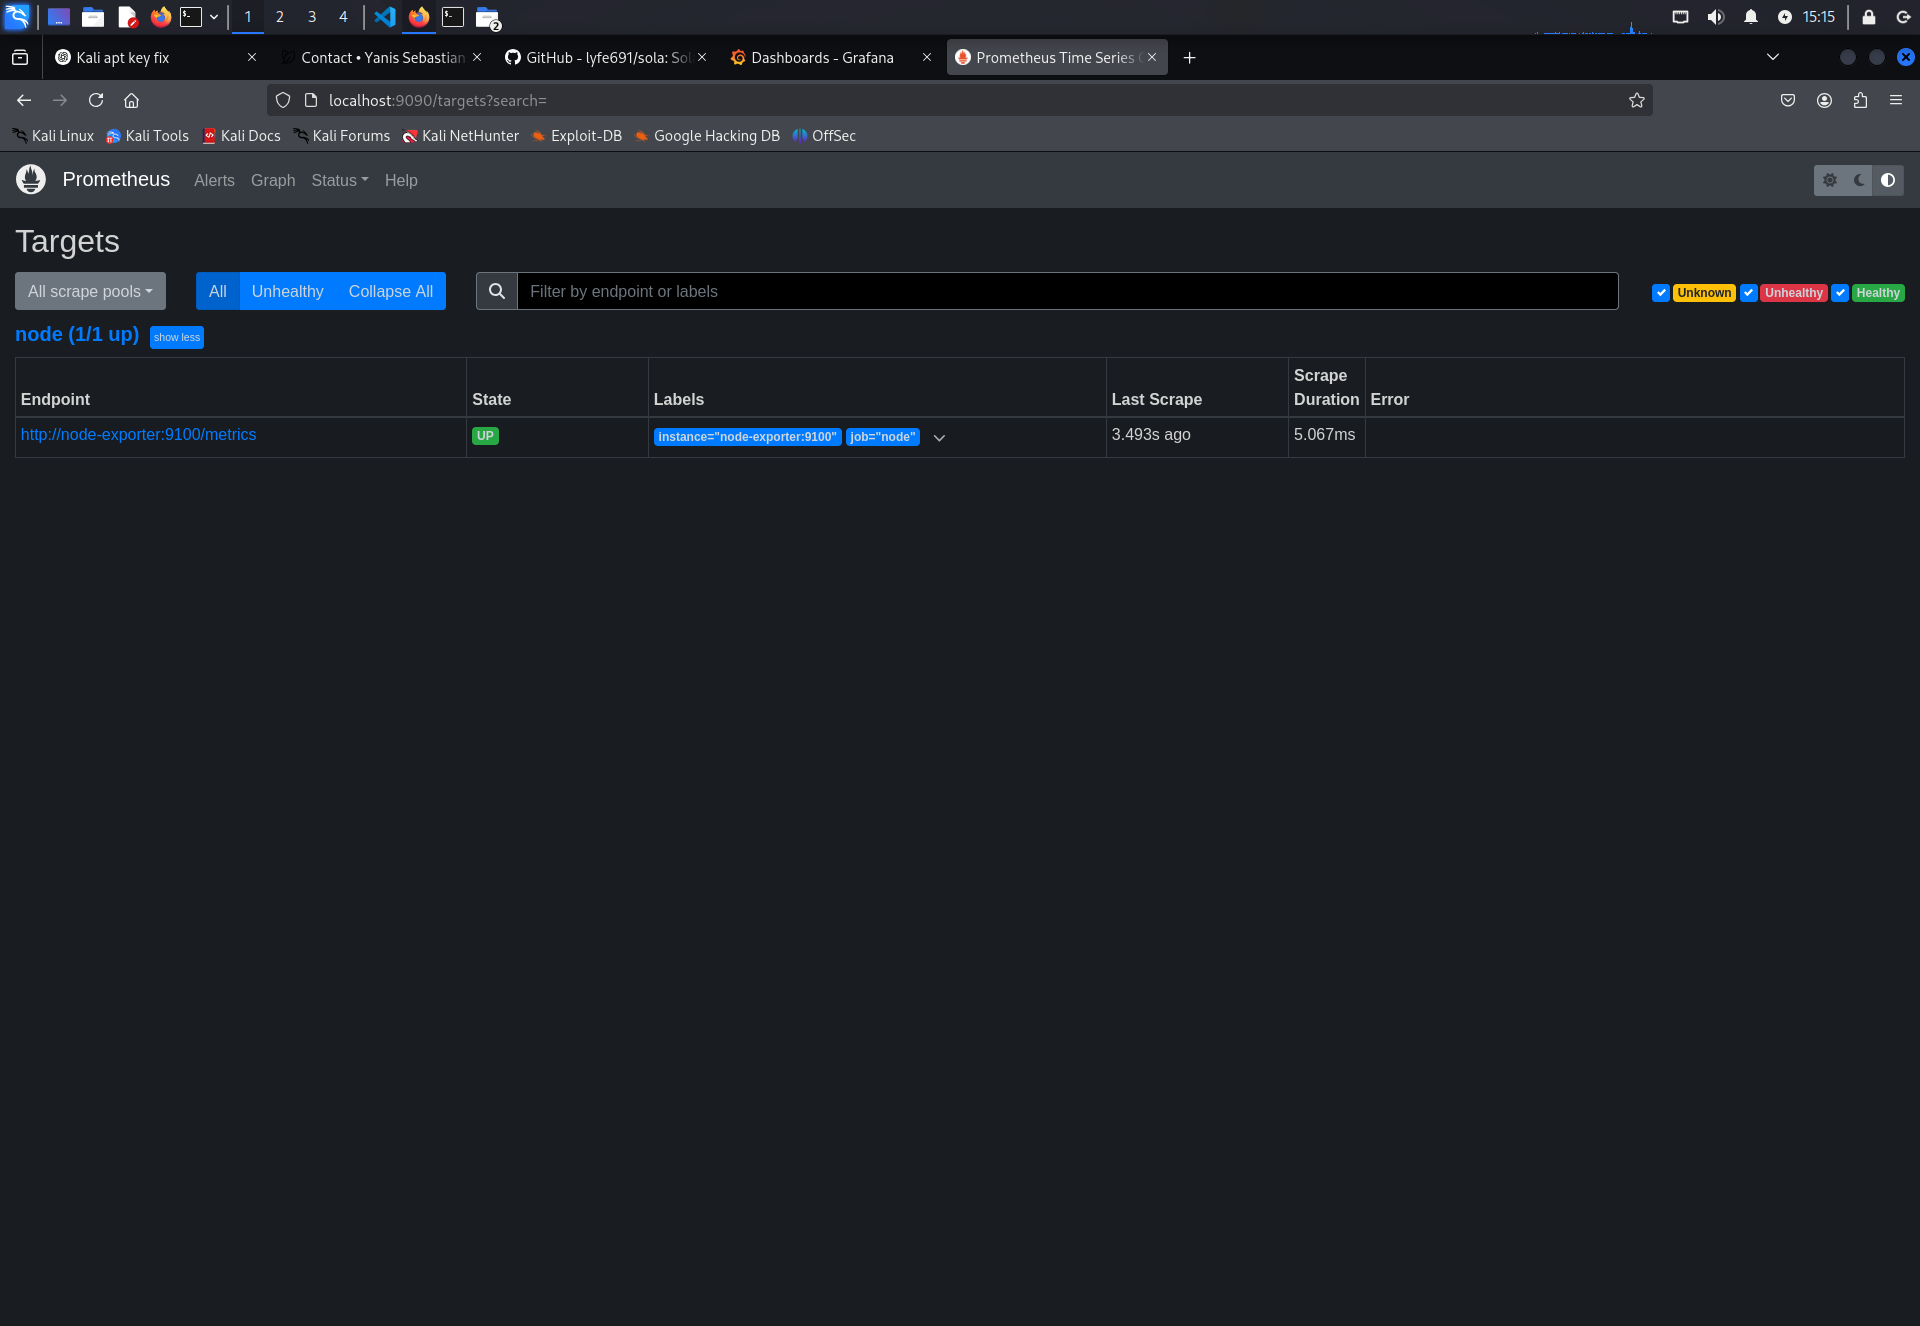 1 2 3 4 2 15:15
Kali apt key fix Contact • Yanis Sebastian GitHub - lyfe691/sola: Sol Dashboards - Grafana Prometheus Time Series C
localhost:9090/targets?search=
Kali Linux Kali Tools Kali Docs Kali Forums Kali NetHunter Exploit-DB Google Hacking DB OffSec
Prometheus Alerts Graph Status Help
Targets
All scrape pools All Unhealthy Collapse All Filter by endpoint or labels Unknown Unhealthy Healthy
node (1/1 up) show less
Endpoint State Labels Last Scrape Scrape Duration Error
http://node-exporter:9100/metrics UP instance="node-exporter:9100" job="node" 3.493s ago 5.067ms